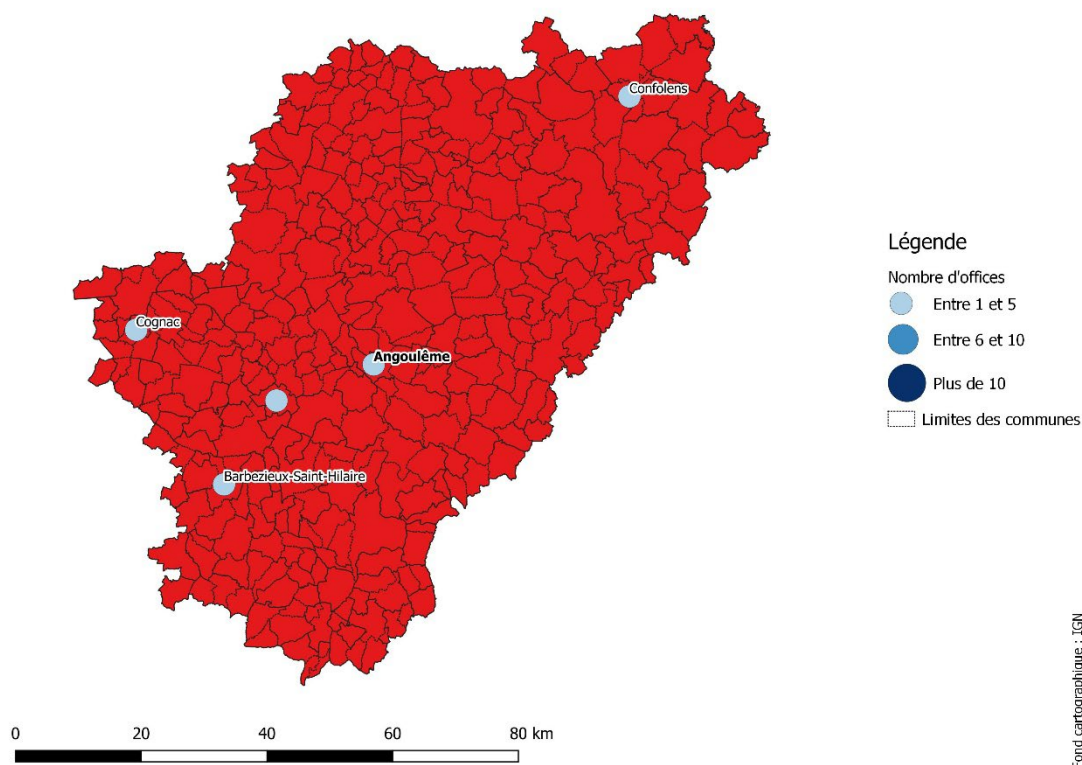 Confolens
Cognac
Angoulême
Barbezieux-Saint-Hilaire
Légende
Nombre d'offices
Entre 1 et 5
Entre 6 et 10
Plus de 10
Limites des communes
0 20 40 60 80 km
Fond cartographique : IGN